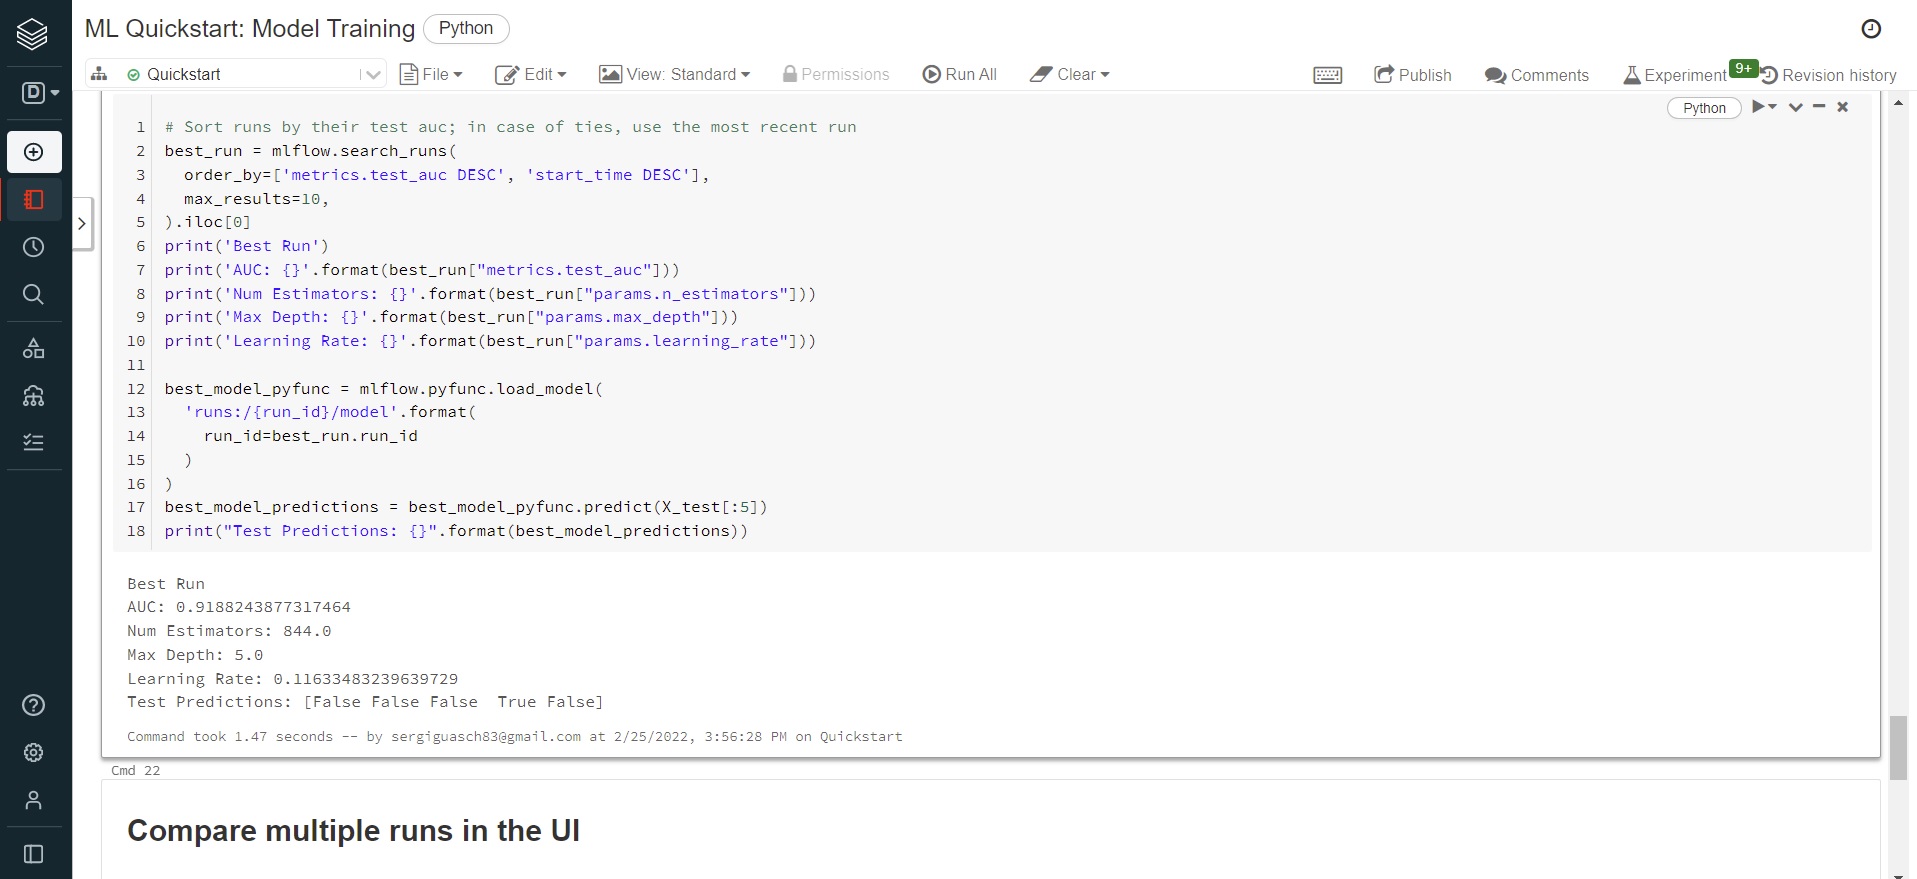 ML Quickstart: Model Training Python
Quickstart File Edit View: Standard Permissions Run All Clear Publish Comments Experiment 9+ Revision history
D
Python
1 # Sort runs by their test auc; in case of ties, use the most recent run
2 best_run = mlflow.search_runs(
3   order_by=['metrics.test_auc DESC', 'start_time DESC'],
4   max_results=10,
5 ).iloc[0]
6 print('Best Run')
7 print('AUC: {}'.format(best_run["metrics.test_auc"]))
8 print('Num Estimators: {}'.format(best_run["params.n_estimators"]))
9 print('Max Depth: {}'.format(best_run["params.max_depth"]))
10 print('Learning Rate: {}'.format(best_run["params.learning_rate"]))
11
12 best_model_pyfunc = mlflow.pyfunc.load_model(
13   'runs:/{run_id}/model'.format(
14     run_id=best_run.run_id
15   )
16 )
17 best_model_predictions = best_model_pyfunc.predict(X_test[:5])
18 print("Test Predictions: {}".format(best_model_predictions))
Best Run
AUC: 0.9188243877317464
Num Estimators: 844.0
Max Depth: 5.0
Learning Rate: 0.11633483239639729
Test Predictions: [False False False  True False]
Command took 1.47 seconds -- by sergiguasch83@gmail.com at 2/25/2022, 3:56:28 PM on Quickstart
Cmd 22
Compare multiple runs in the UI